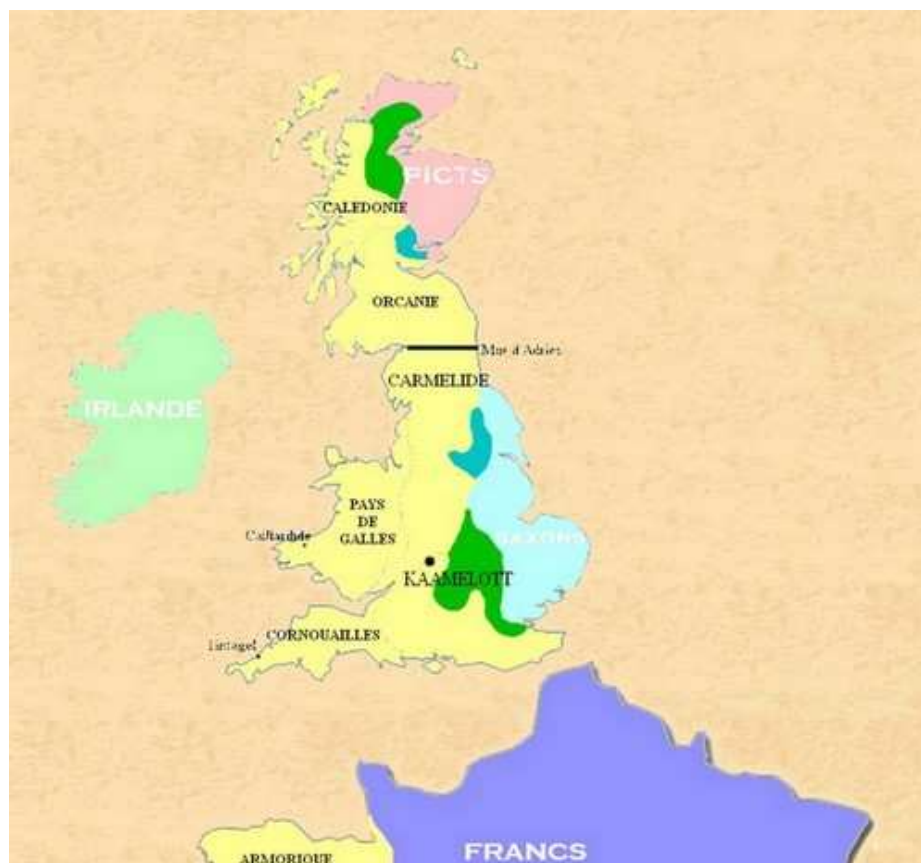 PICTS
CALEDONIE
ORCANIE
Mur d'Adrien
CARMELIDE
IRLANDE
PAYS
DE
GALLES
SAXONS
KAAMELOTT
CORNOUAILLES
Tintagel
FRANCS
ARMORIQUE